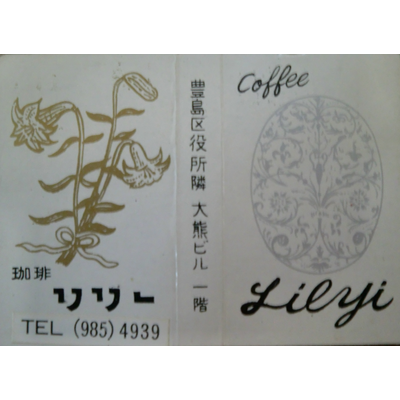 珈琲
リリー
TEL (985) 4939
豊島区役所隣 大熊ビル 一階
Coffee
Lilyi